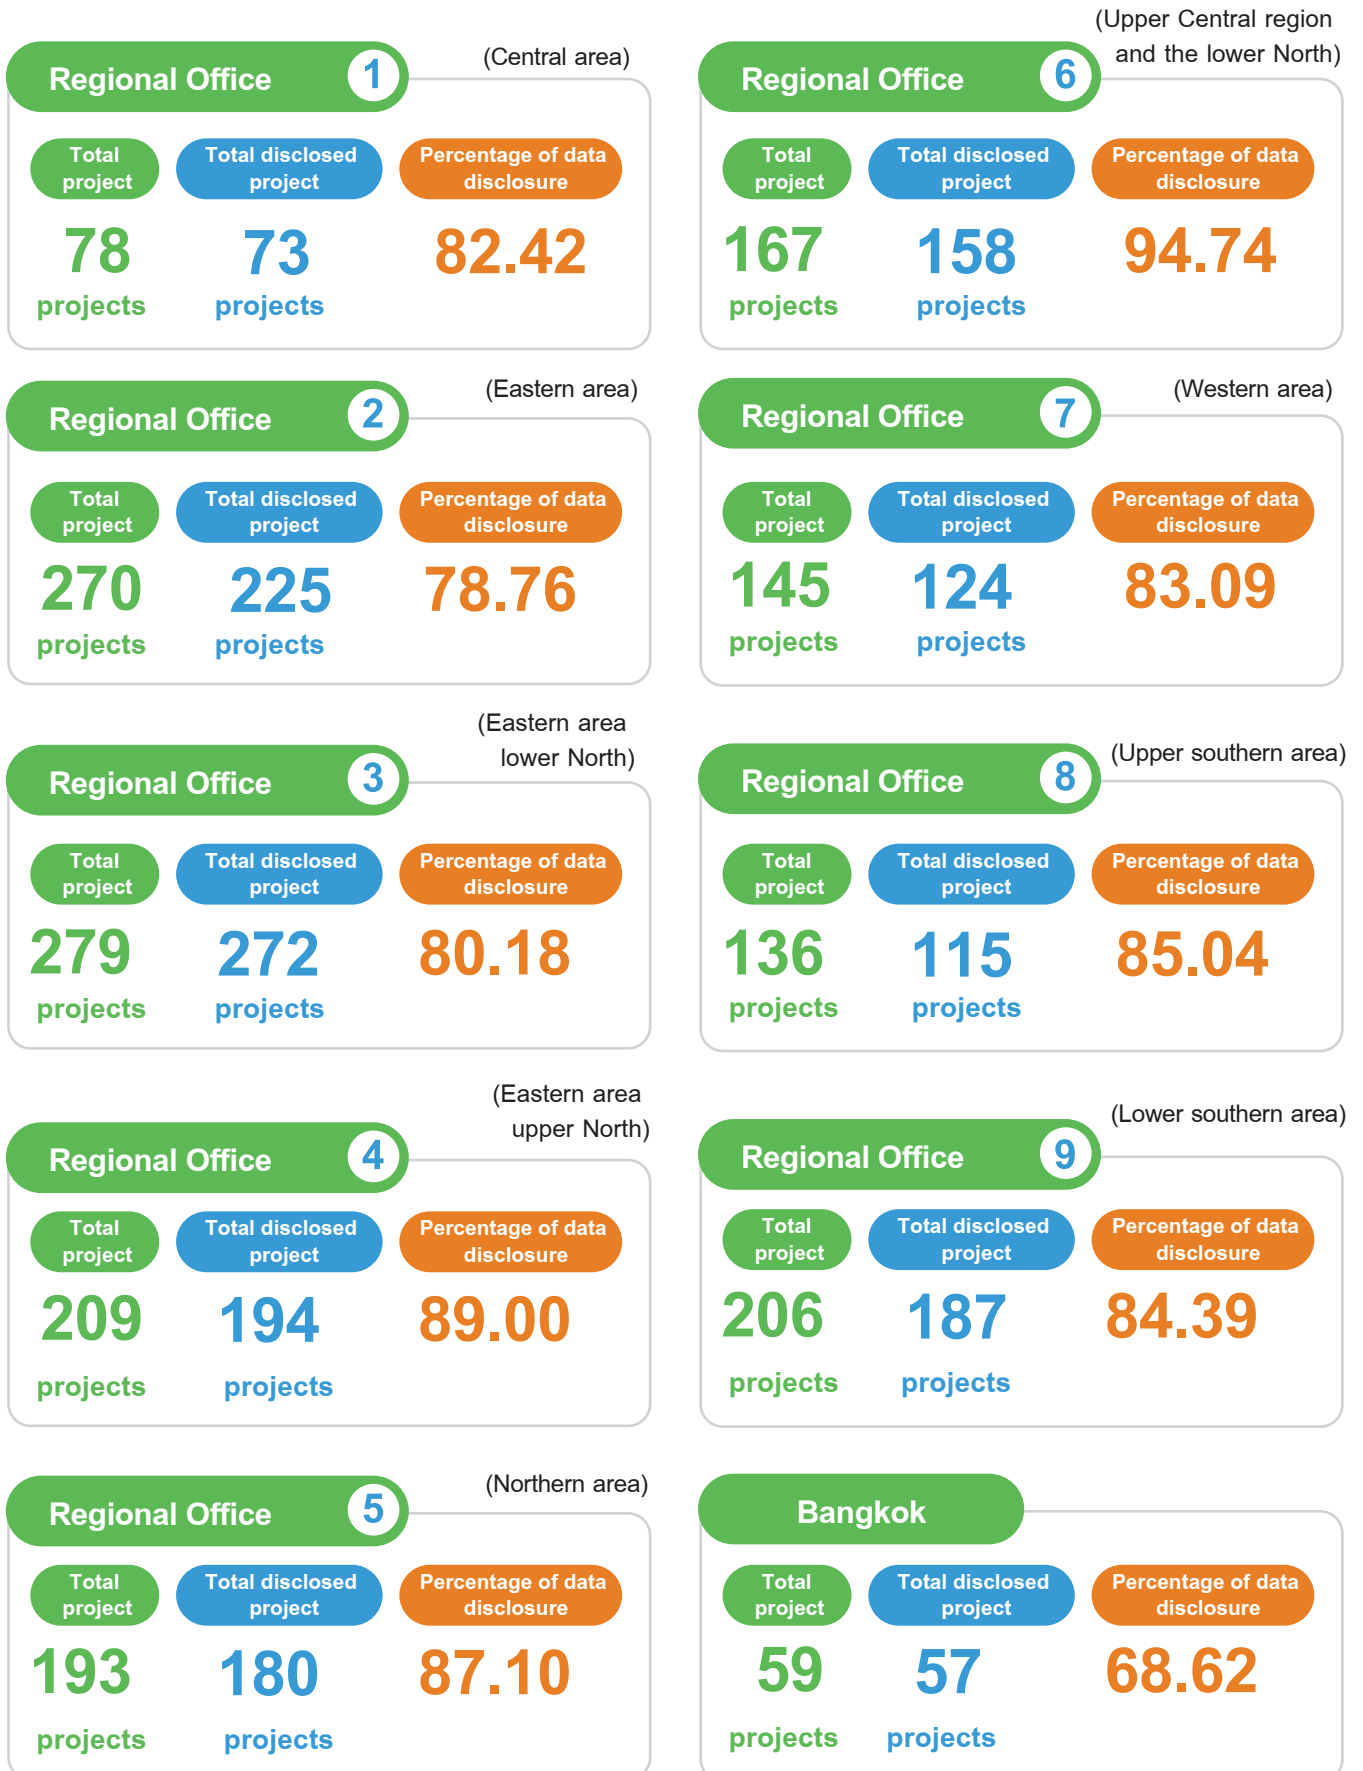 (Central area)
Regional Office 1
Total
project
Total disclosed
project
Percentage of data
disclosure
78
73
82.42
projects
projects
(Eastern area)
Regional Office 2
Total
project
Total disclosed
project
Percentage of data
disclosure
270
225
78.76
projects
projects
(Eastern area
lower North)
Regional Office 3
Total
project
Total disclosed
project
Percentage of data
disclosure
279
272
80.18
projects
projects
(Eastern area
upper North)
Regional Office 4
Total
project
Total disclosed
project
Percentage of data
disclosure
209
194
89.00
projects
projects
(Northern area)
Regional Office 5
Total
project
Total disclosed
project
Percentage of data
disclosure
193
180
87.10
projects
projects
(Upper Central region
and the lower North)
Regional Office 6
Total
project
Total disclosed
project
Percentage of data
disclosure
167
158
94.74
projects
projects
(Western area)
Regional Office 7
Total
project
Total disclosed
project
Percentage of data
disclosure
145
124
83.09
projects
projects
(Upper southern area)
Regional Office 8
Total
project
Total disclosed
project
Percentage of data
disclosure
136
115
85.04
projects
projects
(Lower southern area)
Regional Office 9
Total
project
Total disclosed
project
Percentage of data
disclosure
206
187
84.39
projects
projects
Bangkok
Total
project
Total disclosed
project
Percentage of data
disclosure
59
57
68.62
projects
projects